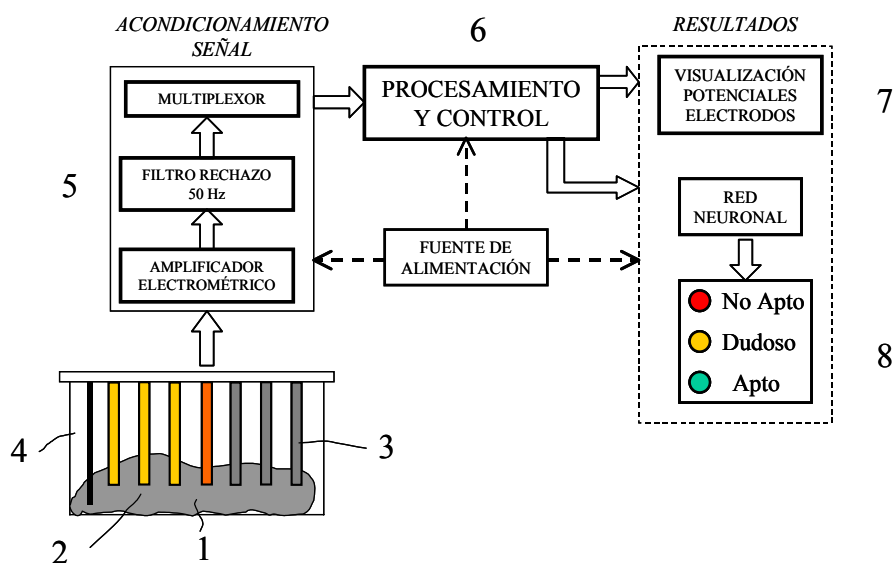 ACONDICIONAMIENTO
SEÑAL
6
RESULTADOS
MULTIPLEXOR
PROCESAMIENTO
Y CONTROL
VISUALIZACIÓN
POTENCIALES
ELECTRODOS
7
5
FILTRO RECHAZO
50 Hz
RED
NEURONAL
AMPLIFICADOR
ELECTROMÉTRICO
FUENTE DE
ALIMENTACIÓN
No Apto
Dudoso
Apto
8
4
3
2
1